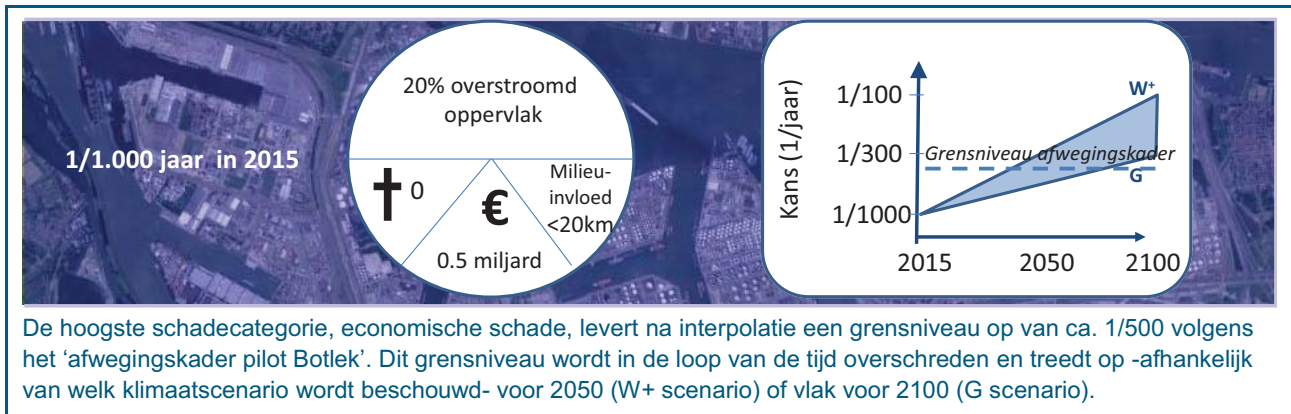 1/1.000 jaar in 2015
20% overstroomd
oppervlak
✝ 0
€
0.5 miljard
Milieu-
invloed
<20km
Kans (1/jaar)
1/100
1/300
1/1000
W+
Grensniveau afwegingskader
G
2015 2050 2100
De hoogste schadecategorie, economische schade, levert na interpolatie een grensniveau op van ca. 1/500 volgens
het ‘afwegingskader pilot Botlek’. Dit grensniveau wordt in de loop van de tijd overschreden en treedt op -afhankelijk
van welk klimaatscenario wordt beschouwd- voor 2050 (W+ scenario) of vlak voor 2100 (G scenario).